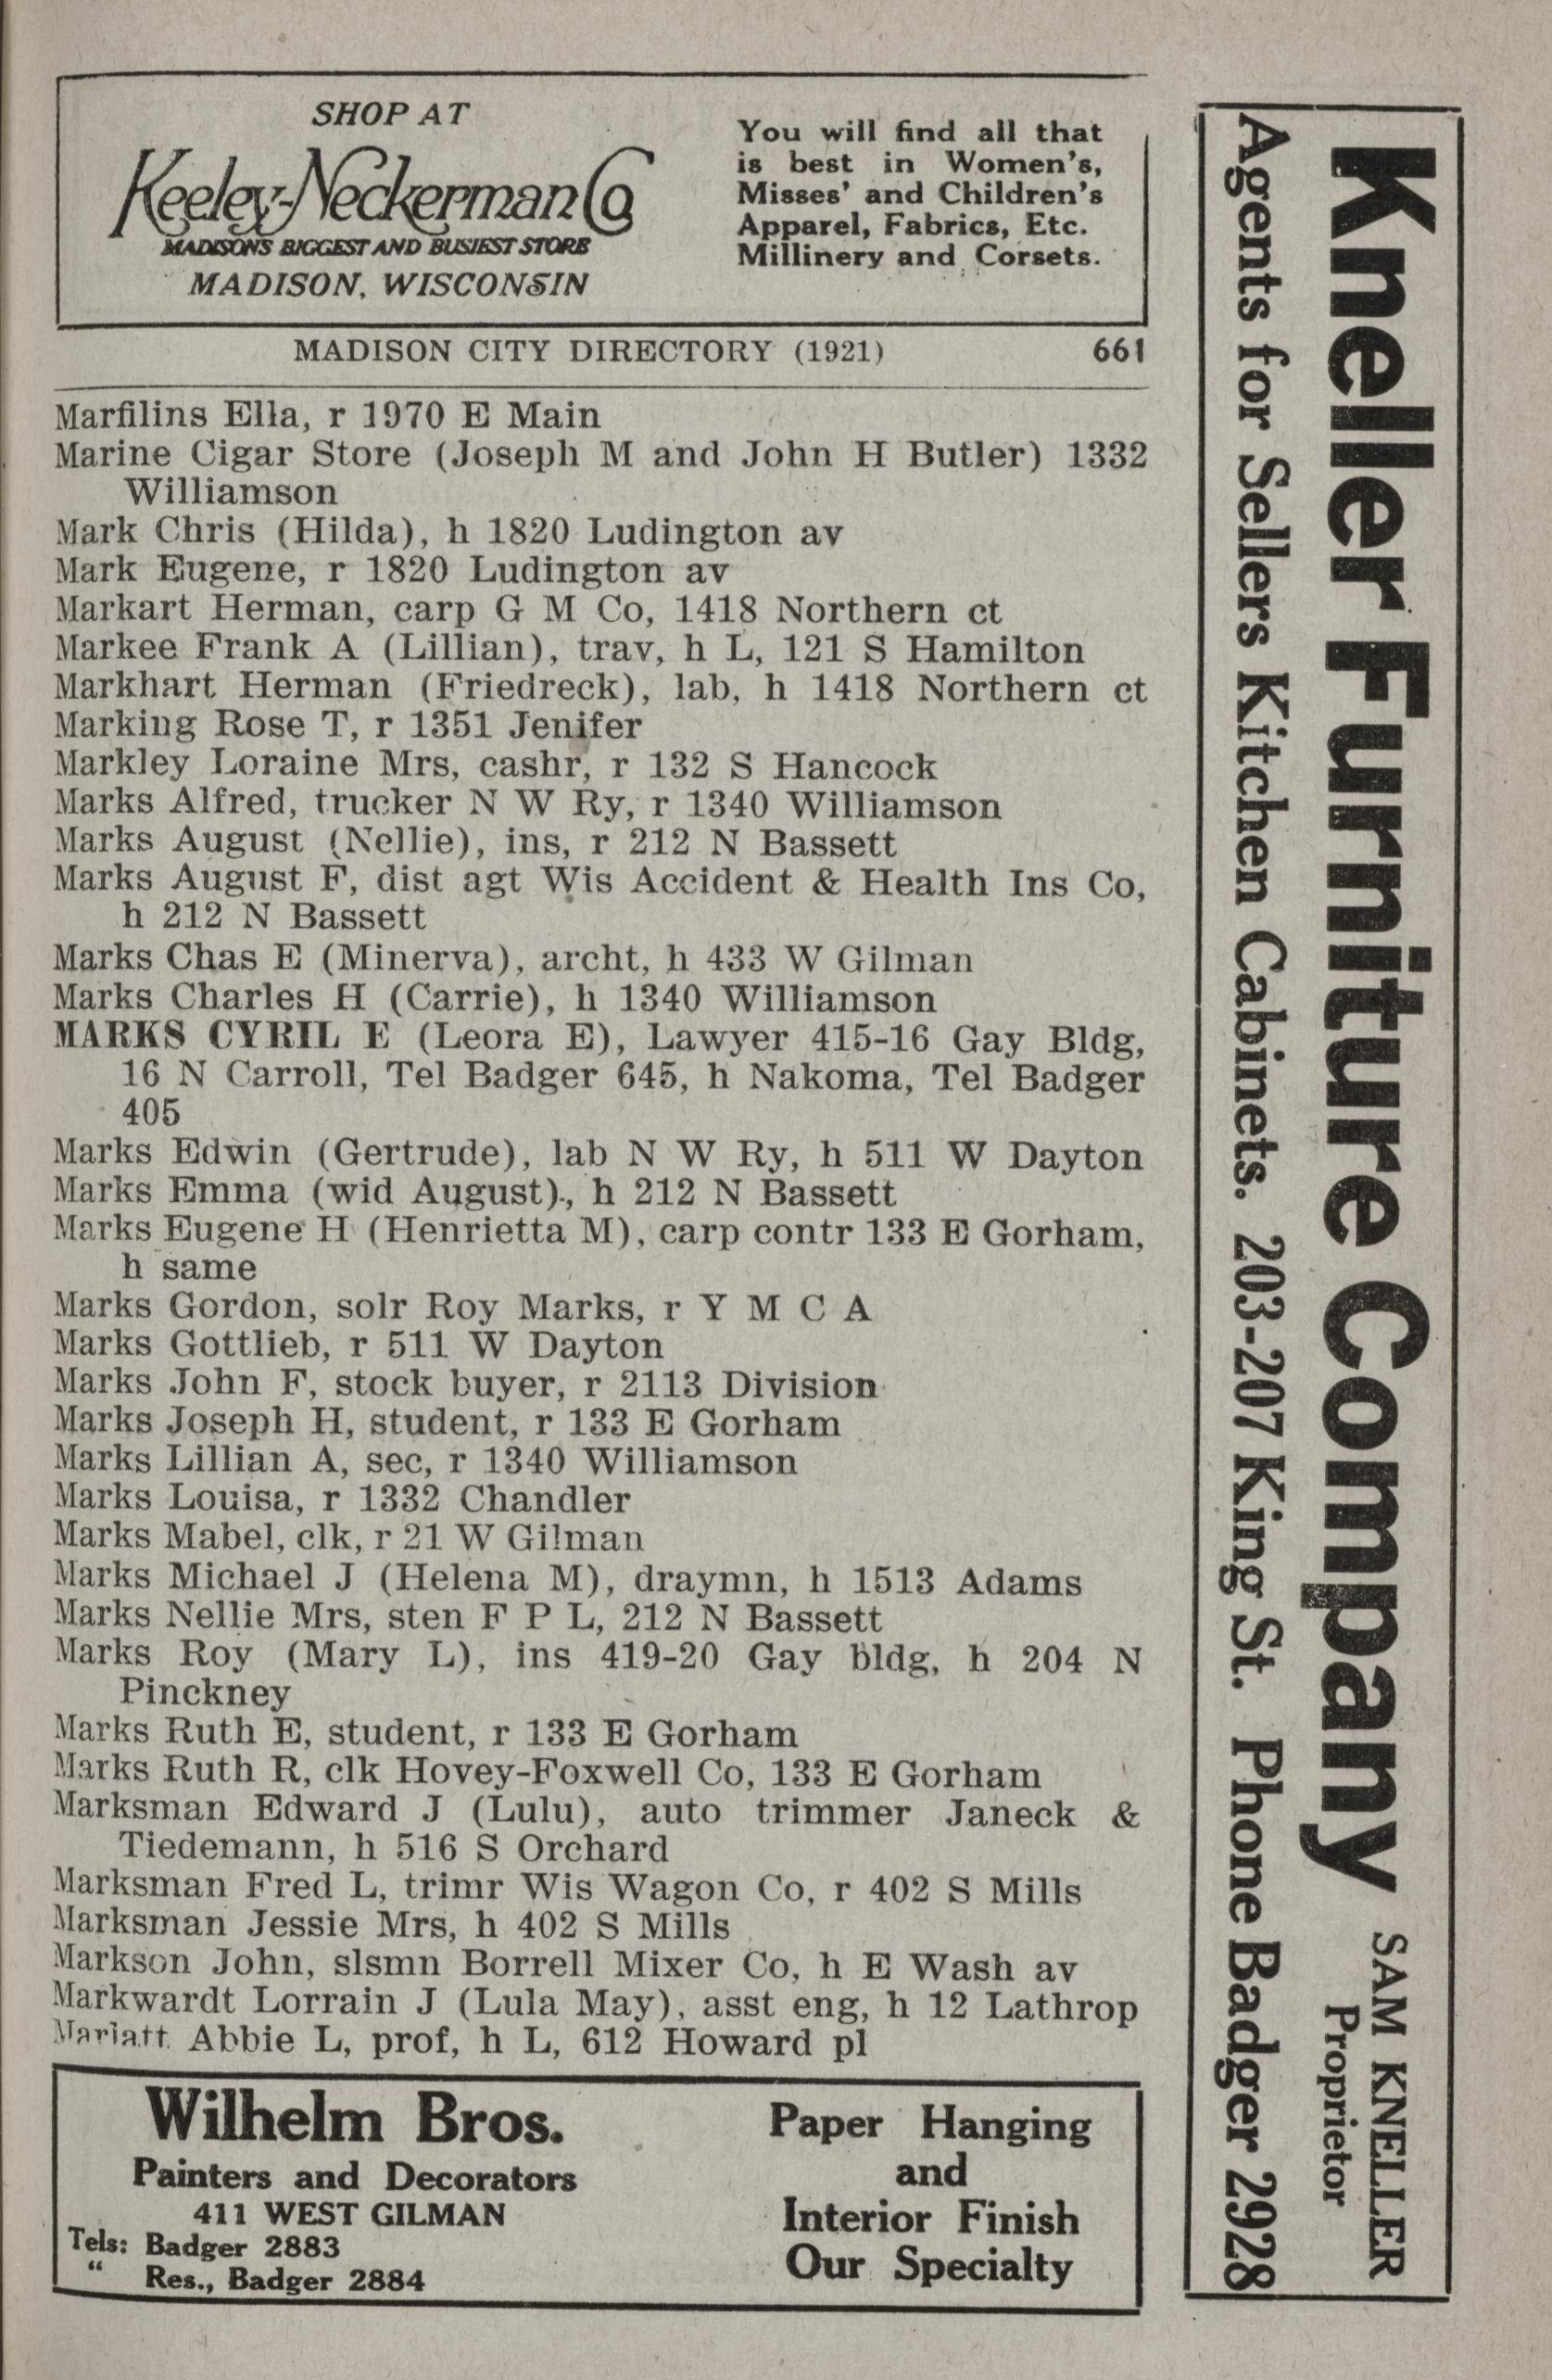 SHOP AT
Keeley-Neckerman Co
MADISON'S BIGGEST AND BUSIEST STORE
MADISON, WISCONSIN
You will find all that
is best in Women's,
Misses' and Children's
Apparel, Fabrics, Etc.
Millinery and Corsets.
MADISON CITY DIRECTORY (1921) 661
Marfilins Ella, r 1970 E Main
Marine Cigar Store (Joseph M and John H Butler) 1332
Williamson
Mark Chris (Hilda), h 1820 Ludington av
Mark Eugene, r 1820 Ludington av
Markart Herman, carp G M Co, 1418 Northern ct
Markee Frank A (Lillian), trav, h L, 121 S Hamilton
Markhart Herman (Friedreck), lab, h 1418 Northern ct
Marking Rose T, r 1351 Jenifer
Markley Loraine Mrs, cashr, r 132 S Hancock
Marks Alfred, trucker N W Ry, r 1340 Williamson
Marks August (Nellie), ins, r 212 N Bassett
Marks August F, dist agt Wis Accident & Health Ins Co,
h 212 N Bassett
Marks Chas E (Minerva), archt, h 433 W Gilman
Marks Charles H (Carrie), h 1340 Williamson
MARKS CYRIL E (Leora E), Lawyer 415-16 Gay Bldg,
16 N Carroll, Tel Badger 645, h Nakoma, Tel Badger
405
Marks Edwin (Gertrude), lab N W Ry, h 511 W Dayton
Marks Emma (wid August), h 212 N Bassett
Marks Eugene H (Henrietta M), carp contr 133 E Gorham,
h same
Marks Gordon, solr Roy Marks, r Y M C A
Marks Gottlieb, r 511 W Dayton
Marks John F, stock buyer, r 2113 Division
Marks Joseph H, student, r 133 E Gorham
Marks Lillian A, sec, r 1340 Williamson
Marks Louisa, r 1332 Chandler
Marks Mabel, clk, r 21 W Gilman
Marks Michael J (Helena M), draymn, h 1513 Adams
Marks Nellie Mrs, sten F P L, 212 N Bassett
Marks Roy (Mary L), ins 419-20 Gay bldg, h 204 N
Pinckney
Marks Ruth E, student, r 133 E Gorham
Marks Ruth R, clk Hovey-Foxwell Co, 133 E Gorham
Marksman Edward J (Lulu), auto trimmer Janeck &
Tiedemann, h 516 S Orchard
Marksman Fred L, trimr Wis Wagon Co, r 402 S Mills
Marksman Jessie Mrs, h 402 S Mills
Markson John, slsmn Borrell Mixer Co, h E Wash av
Markwardt Lorrain J (Lula May), asst eng, h 12 Lathrop
Marlatt Abbie L, prof, h L, 612 Howard pl
Wilhelm Bros.
Painters and Decorators
411 WEST GILMAN
Tels: Badger 2883
" Res., Badger 2884
Paper Hanging
and
Interior Finish
Our Specialty
Kneller Furniture Company
SAM KNELLER
Proprietor
Agents for Sellers Kitchen Cabinets. 203-207 King St. Phone Badger 2928